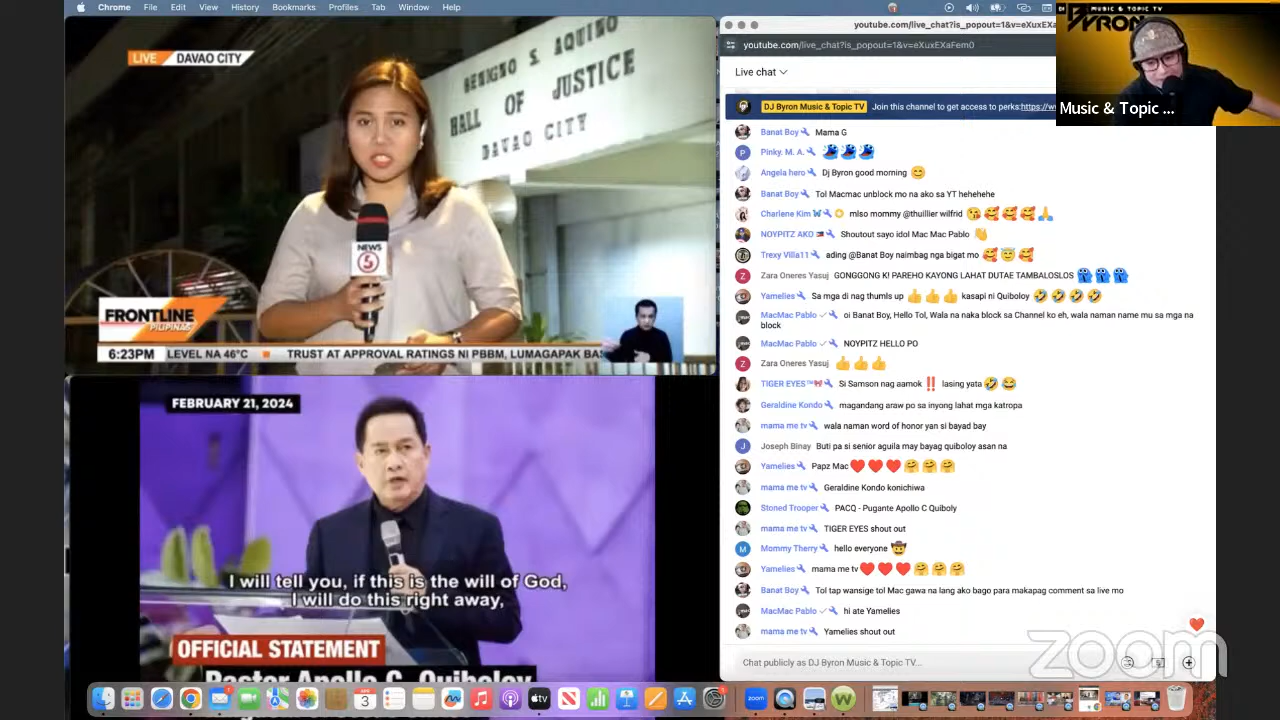 Chrome File Edit View History Bookmarks Profiles Tab Window Help
LIVE DAVAO CITY
BENIGNO S. AQUINO
HALL OF JUSTICE
DAVAO CITY
NEWS
5
FRONTLINE
PILIPINAS
6:23PM LEVEL NA 46°C TRUST AT APPROVAL RATINGS NI PBBM, LUMAGAPAK
FEBRUARY 21, 2024
I will tell you, if this is the will of God,
I will do this right away,
OFFICIAL STATEMENT
Pastor Apollo C. Quiboloy
youtube.com/live_chat?is_popout=1&v=eXuxEXa
youtube.com/live_chat?is_popout=1&v=eXuxEXaFem0
Live chat
DJ Byron Music & Topic TV Join this channel to get access to perks:
Banat Boy Mama G
Pinky. M. A.
Angela hero Dj Byron good morning 😊
Banat Boy Tol Macmac unblock mo na ako sa YT hehehehe
Charlene Kim mlso mommy @thuillier wilfrid 😘 🥰 🥰 🥰 🙏
NOYPITZ AKO 🇵🇭 Shoutout sayo idol Mac Mac Pablo 👋
Trexy Villa11 ading @Banat Boy naimbag nga bigat mo 🥰 😇 🥰
Zara Oneres Yasuj GONGGONG K! PAREHO KAYONG LAHAT DUTAE TAMBALOSLOS
Yamelies Sa mga di nag thumls up 👍 👍 👍 kasapi ni Quiboloy 🤣 🤣 🤣 🤣
MacMac Pablo oi Banat Boy, Hello Tol, Wala na naka block sa Channel ko eh, wala naman name mu sa mga na
block
MacMac Pablo NOYPITZ HELLO PO
Zara Oneres Yasuj 👍 👍 👍
TIGER EYES™ Si Samson nag aamok ‼️ lasing yata 🤣 😂
Geraldine Kondo magandang araw po sa inyong lahat mga katropa
mama me tv wala naman word of honor yan si bayad bay
Joseph Binay Buti pa si senior aguila may bayag quiboloy asan na
Yamelies Papz Mac ❤️ ❤️ ❤️ 🤗 🤗 🤗
mama me tv Geraldine Kondo konichiwa
Stoned Trooper PACQ - Pugante Apollo C Quiboly
mama me tv TIGER EYES shout out
Mommy Therry hello everyone 🤠
Yamelies mama me tv ❤️ ❤️ ❤️ 🤗 🤗 🤗
Banat Boy Tol tap wansige tol Mac gawa na lang ako bago para makapag comment sa live mo
MacMac Pablo hi ate Yamelies
mama me tv Yamelies shout out
Chat publicly as DJ Byron Music & Topic TV...
MUSIC & TOPIC TV
BYRON
Music & Topic ...
zoom